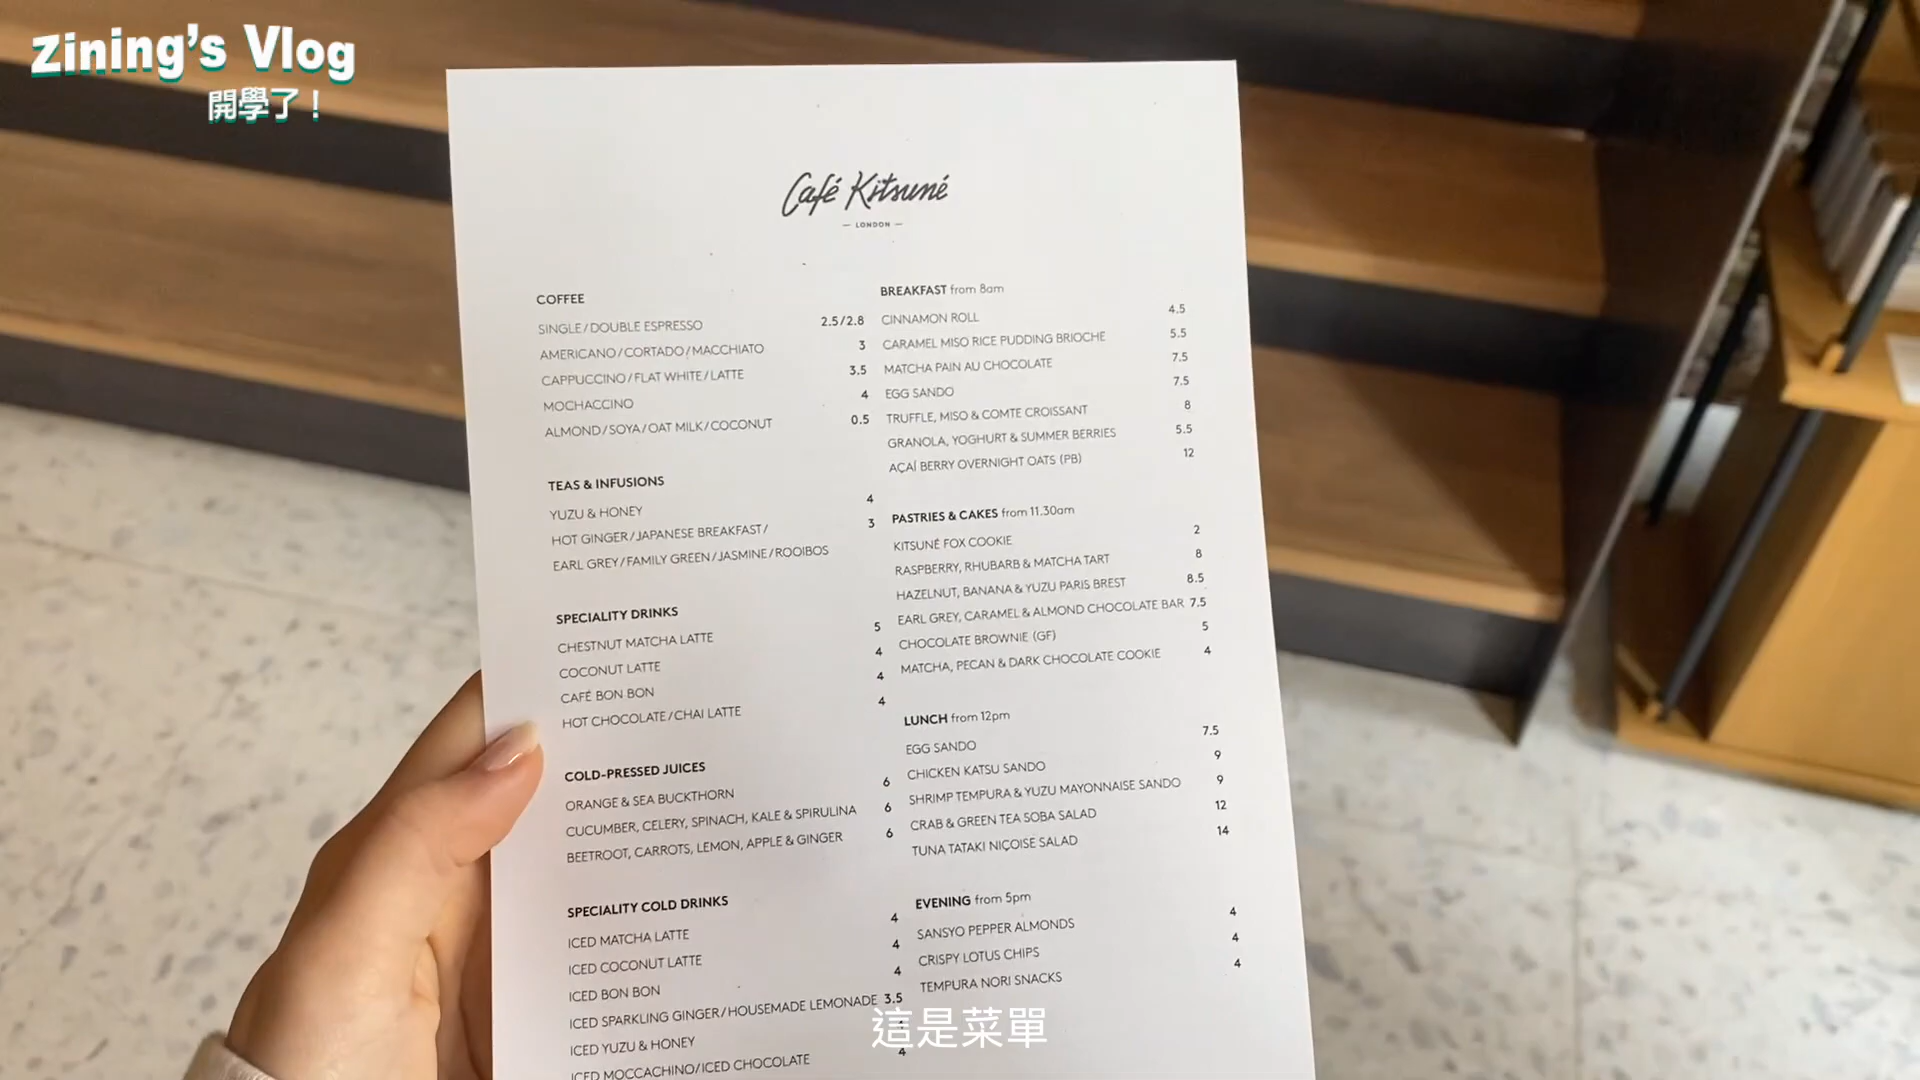 Zining's Vlog
開學了！
Café Kitsuné
— LONDON —
COFFEE
SINGLE/DOUBLE ESPRESSO 2.5/2.8
AMERICANO/CORTADO/MACCHIATO 3
CAPPUCCINO/FLAT WHITE/LATTE 3.5
MOCHACCINO 4
ALMOND/SOYA/OAT MILK/COCONUT 0.5
TEAS & INFUSIONS
YUZU & HONEY 4
HOT GINGER/JAPANESE BREAKFAST/ 3
EARL GREY/FAMILY GREEN/JASMINE/ROOIBOS
SPECIALITY DRINKS
CHESTNUT MATCHA LATTE 5
COCONUT LATTE 4
CAFÉ BON BON 4
HOT CHOCOLATE/CHAI LATTE 4
COLD-PRESSED JUICES
ORANGE & SEA BUCKTHORN 6
CUCUMBER, CELERY, SPINACH, KALE & SPIRULINA 6
BEETROOT, CARROTS, LEMON, APPLE & GINGER 6
SPECIALITY COLD DRINKS
ICED MATCHA LATTE 4
ICED COCONUT LATTE 4
ICED BON BON 4
ICED SPARKLING GINGER/HOUSEMADE LEMONADE 3.5
ICED YUZU & HONEY 4
ICED MOCCACHINO/ICED CHOCOLATE 4
BREAKFAST from 8am
CINNAMON ROLL 4.5
CARAMEL MISO RICE PUDDING BRIOCHE 5.5
MATCHA PAIN AU CHOCOLATE 7.5
EGG SANDO 7.5
TRUFFLE, MISO & COMTE CROISSANT 8
GRANOLA, YOGHURT & SUMMER BERRIES 5.5
AÇAÍ BERRY OVERNIGHT OATS (PB) 12
PASTRIES & CAKES from 11.30am
KITSUNÉ FOX COOKIE 2
RASPBERRY, RHUBARB & MATCHA TART 8
HAZELNUT, BANANA & YUZU PARIS BREST 8.5
EARL GREY, CARAMEL & ALMOND CHOCOLATE BAR 7.5
CHOCOLATE BROWNIE (GF) 5
MATCHA, PECAN & DARK CHOCOLATE COOKIE 4
LUNCH from 12pm
EGG SANDO 7.5
CHICKEN KATSU SANDO 9
SHRIMP TEMPURA & YUZU MAYONNAISE SANDO 9
CRAB & GREEN TEA SOBA SALAD 12
TUNA TATAKI NIÇOISE SALAD 14
EVENING from 5pm
SANSYO PEPPER ALMONDS 4
CRISPY LOTUS CHIPS 4
TEMPURA NORI SNACKS 4
這是菜單